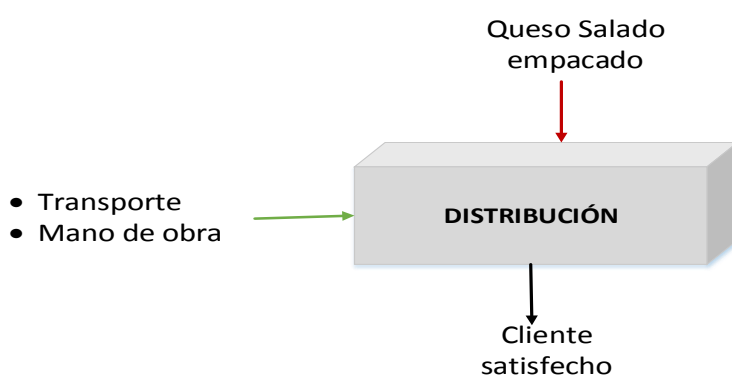 Queso Salado
empacado
• Transporte
• Mano de obra
DISTRIBUCIÓN
Cliente
satisfecho